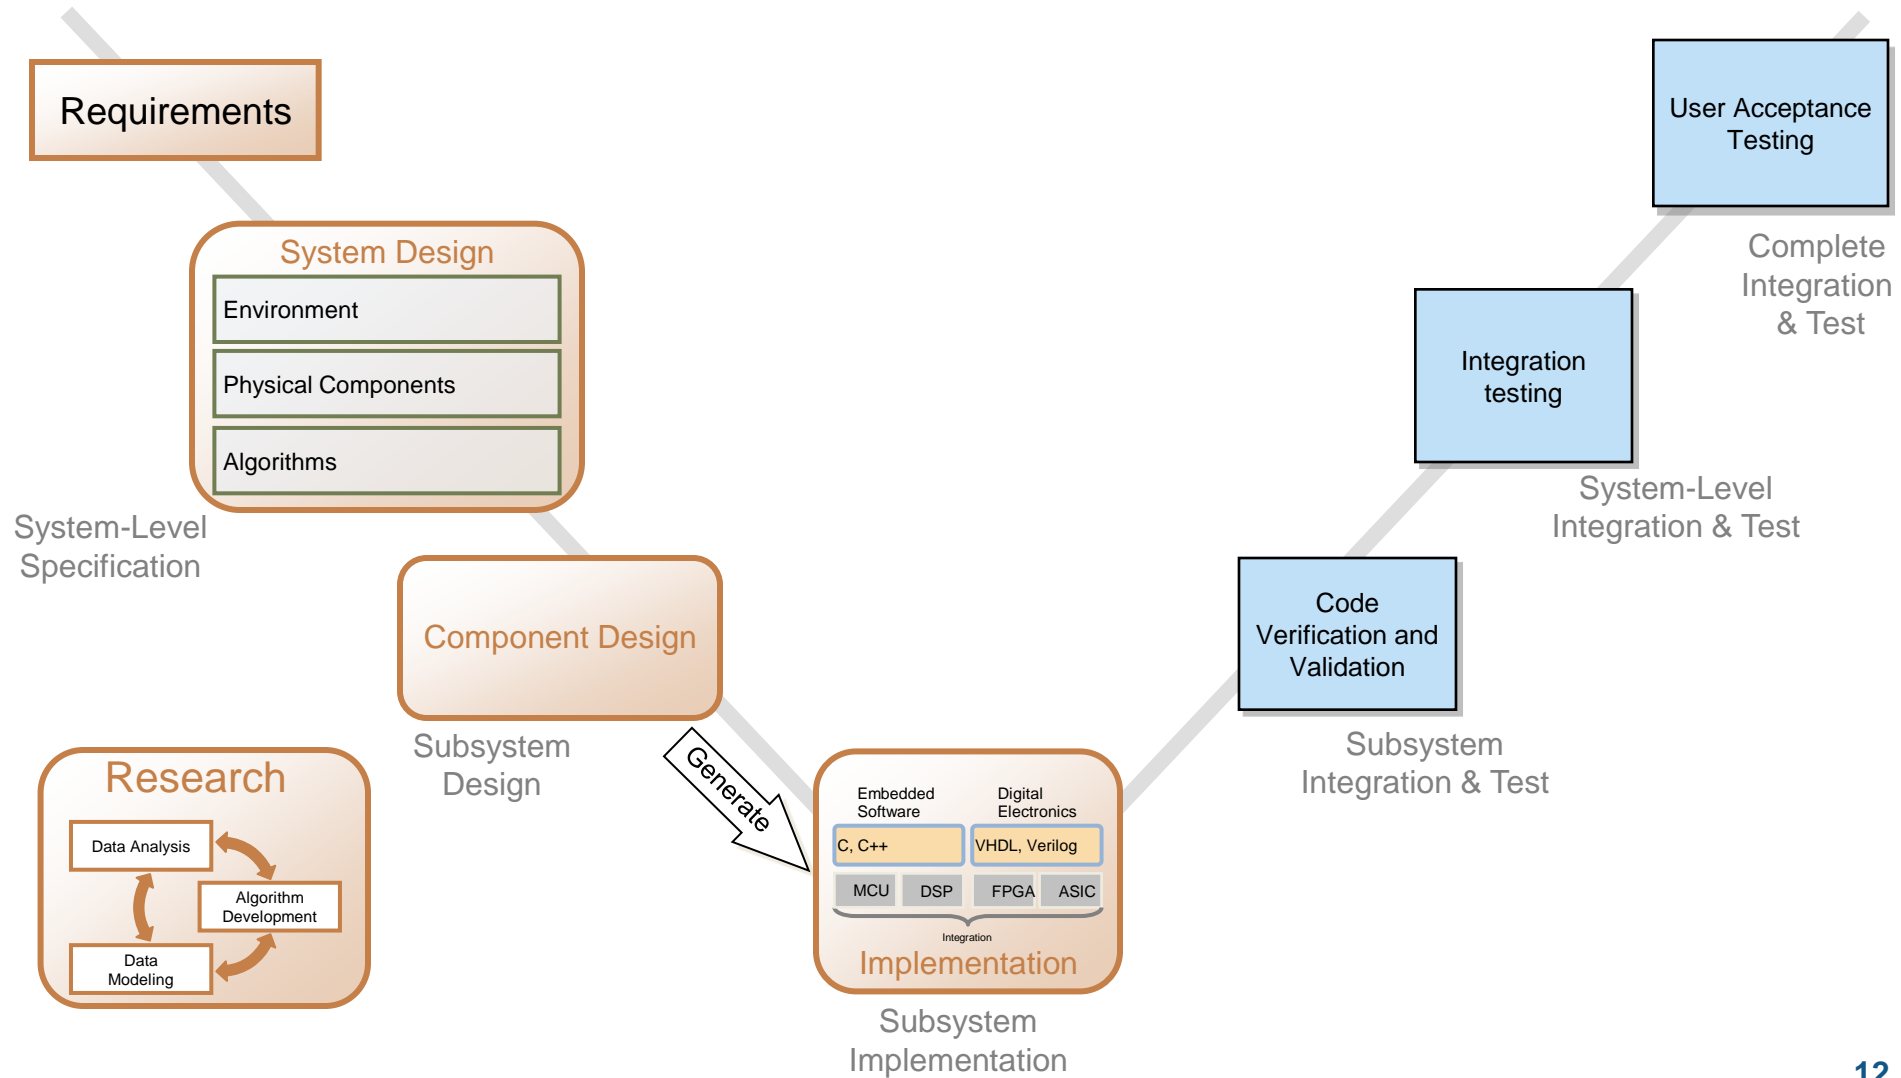 Requirements
System Design
Environment
Physical Components
Algorithms
System-Level
Specification
Component Design
Subsystem
Design
Research
Data Analysis
Algorithm
Development
Data
Modeling
Generate
Embedded
Software
Digital
Electronics
C, C++
VHDL, Verilog
MCU
DSP
FPGA
ASIC
Integration
Implementation
Subsystem
Implementation
Code
Verification and
Validation
Subsystem
Integration & Test
Integration
testing
System-Level
Integration & Test
User Acceptance
Testing
Complete
Integration
& Test
12